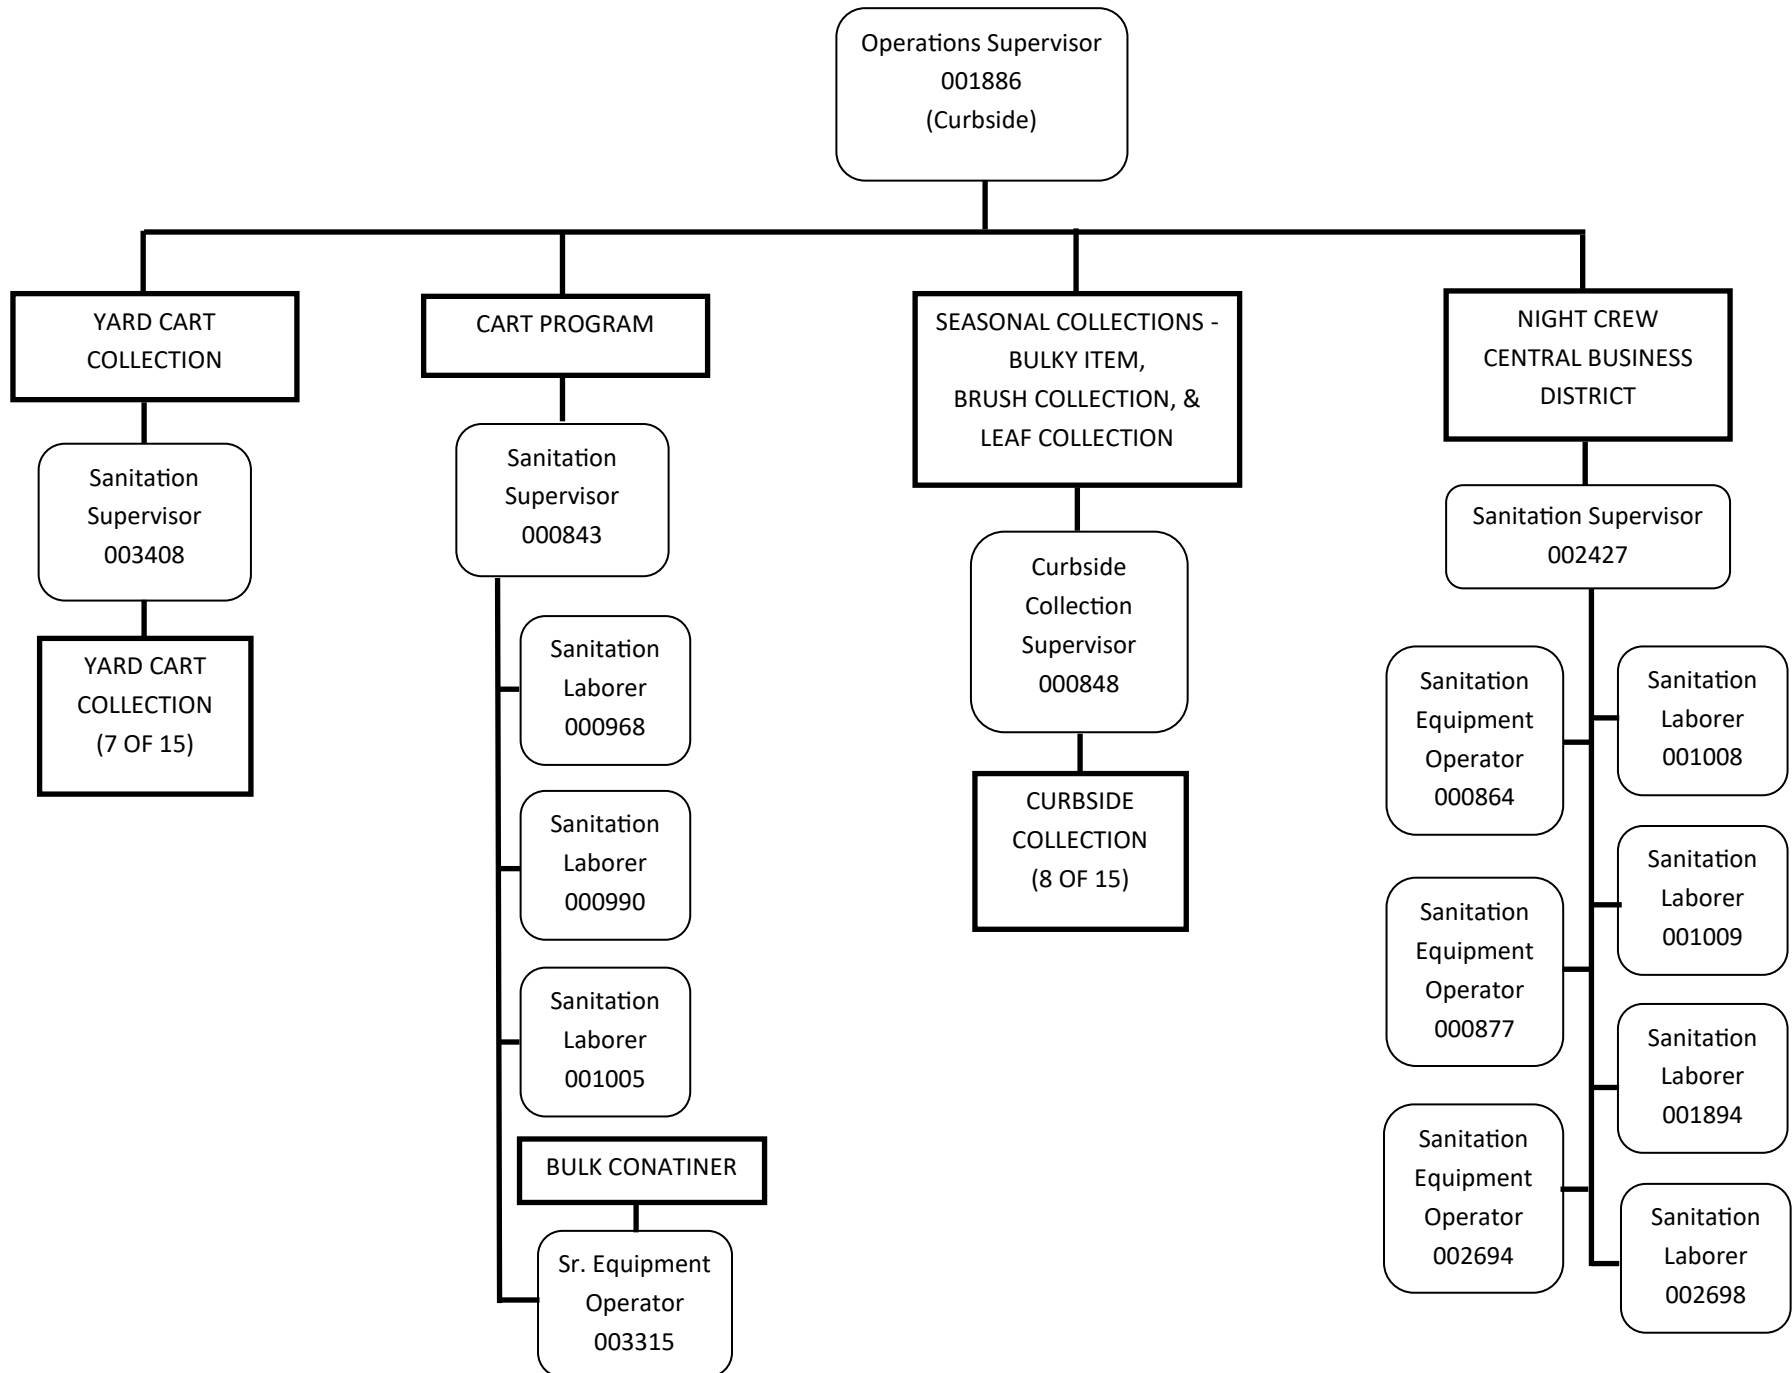 Operations Supervisor
001886
(Curbside)
YARD CART
COLLECTION
Sanitation
Supervisor
003408
YARD CART
COLLECTION
(7 OF 15)
CART PROGRAM
Sanitation
Supervisor
000843
Sanitation
Laborer
000968
Sanitation
Laborer
000990
Sanitation
Laborer
001005
BULK CONATINER
Sr. Equipment
Operator
003315
SEASONAL COLLECTIONS -
BULKY ITEM,
BRUSH COLLECTION, &
LEAF COLLECTION
Curbside
Collection
Supervisor
000848
CURBSIDE
COLLECTION
(8 OF 15)
NIGHT CREW
CENTRAL BUSINESS
DISTRICT
Sanitation Supervisor
002427
Sanitation
Equipment
Operator
000864
Sanitation
Equipment
Operator
000877
Sanitation
Equipment
Operator
002694
Sanitation
Laborer
001008
Sanitation
Laborer
001009
Sanitation
Laborer
001894
Sanitation
Laborer
002698